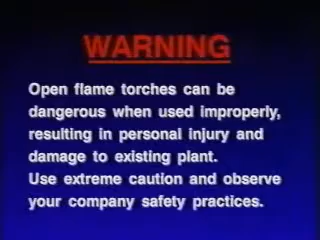 WARNING
Open flame torches can be
dangerous when used improperly,
resulting in personal injury and
damage to existing plant.
Use extreme caution and observe
your company safety practices.